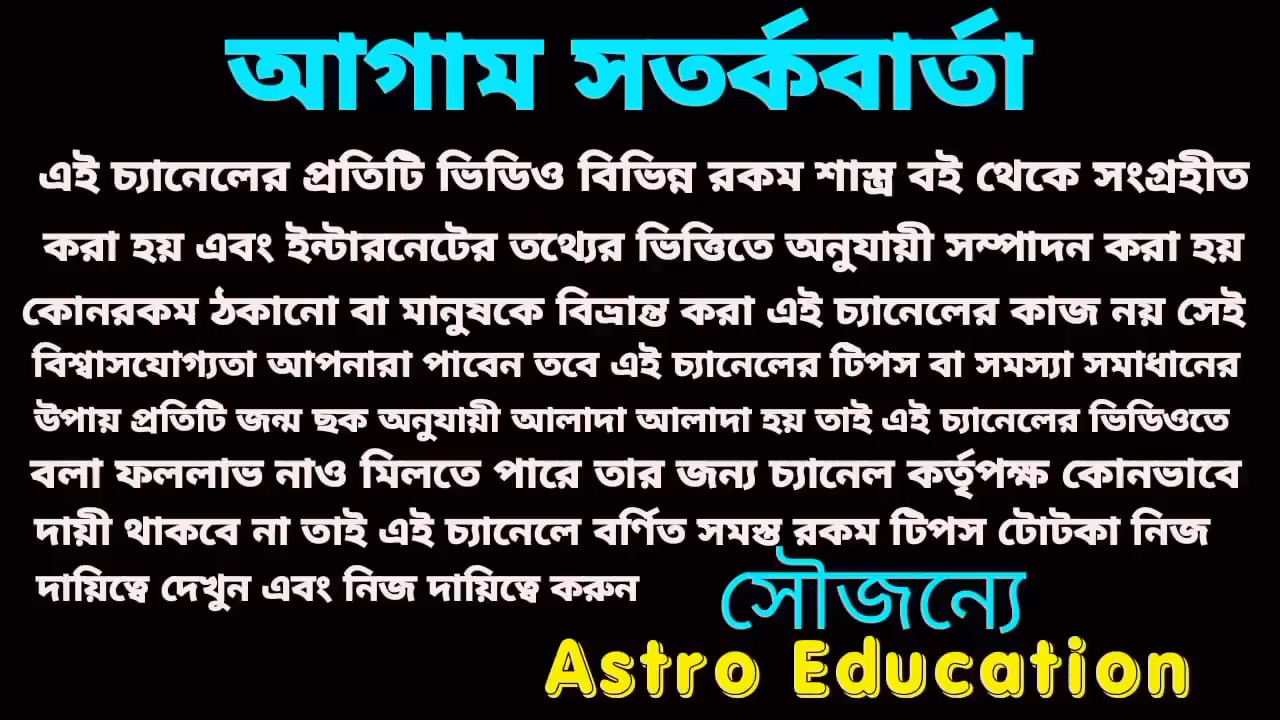 আগাম সতর্কবার্তা
এই চ্যানেলের প্রতিটি ভিডিও বিভিন্ন রকম শাস্ত্র বই থেকে সংগ্রহীত
করা হয় এবং ইন্টারনেটের তথ্যের ভিত্তিতে অনুযায়ী সম্পাদন করা হয়
কোনরকম ঠকানো বা মানুষকে বিভ্রান্ত করা এই চ্যানেলের কাজ নয় সেই
বিশ্বাসযোগ্যতা আপনারা পাবেন তবে এই চ্যানেলের টিপস বা সমস্যা সমাধানের
উপায় প্রতিটি জন্ম ছক অনুযায়ী আলাদা আলাদা হয় তাই এই চ্যানেলের ভিডিওতে
বলা ফললাভ নাও মিলতে পারে তার জন্য চ্যানেল কর্তৃপক্ষ কোনভাবে
দায়ী থাকবে না তাই এই চ্যানেলে বর্ণিত সমস্ত রকম টিপস টোটকা নিজ
দায়িত্বে দেখুন এবং নিজ দায়িত্বে করুন
সৌজন্যে
Astro Education